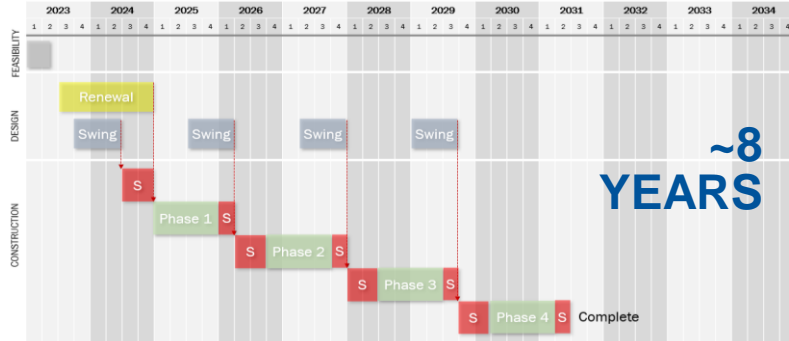 2023 2024 2025 2026 2027 2028 2029 2030 2031 2032 2033 2034
1 2 3 4 1 2 3 4 1 2 3 4 1 2 3 4 1 2 3 4 1 2 3 4 1 2 3 4 1 2 3 4 1 2 3 4 1 2 3 4 1 2 3 4 1 2 3 4
FEASIBILITY
DESIGN
Renewal
Swing Swing Swing Swing
~8
YEARS
CONSTRUCTION
S
Phase 1 S
S Phase 2 S
S Phase 3 S
S Phase 4 S Complete